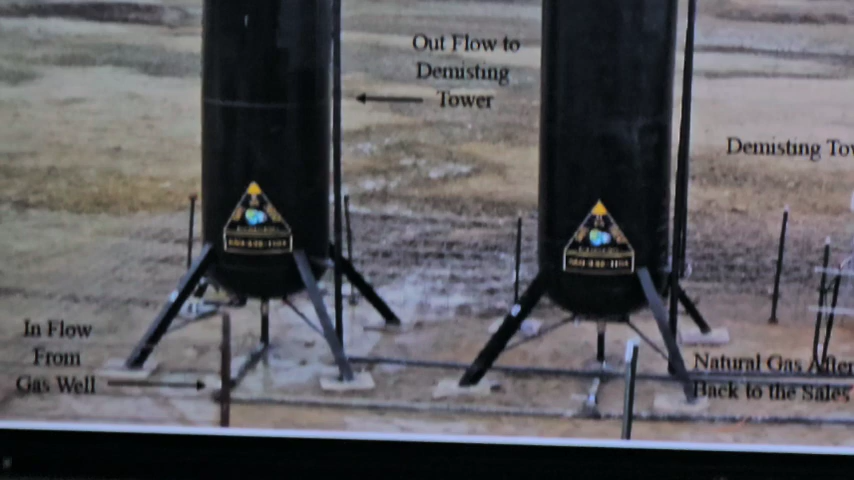 Out Flow to
Demisting
Tower
Demisting Tow
In Flow
From
Gas Well
Natural Gas After
Back to the Sales